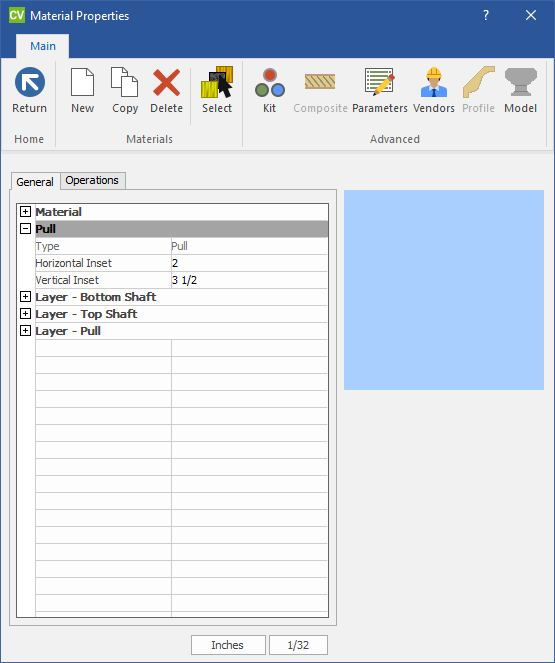 CV Material Properties ?
Main
Return New Copy Delete Select Kit Composite Parameters Vendors Profile Model
Home Materials Advanced
General Operations
Material
Pull
Type Pull
Horizontal Inset 2
Vertical Inset 3 1/2
Layer - Bottom Shaft
Layer - Top Shaft
Layer - Pull
Inches 1/32